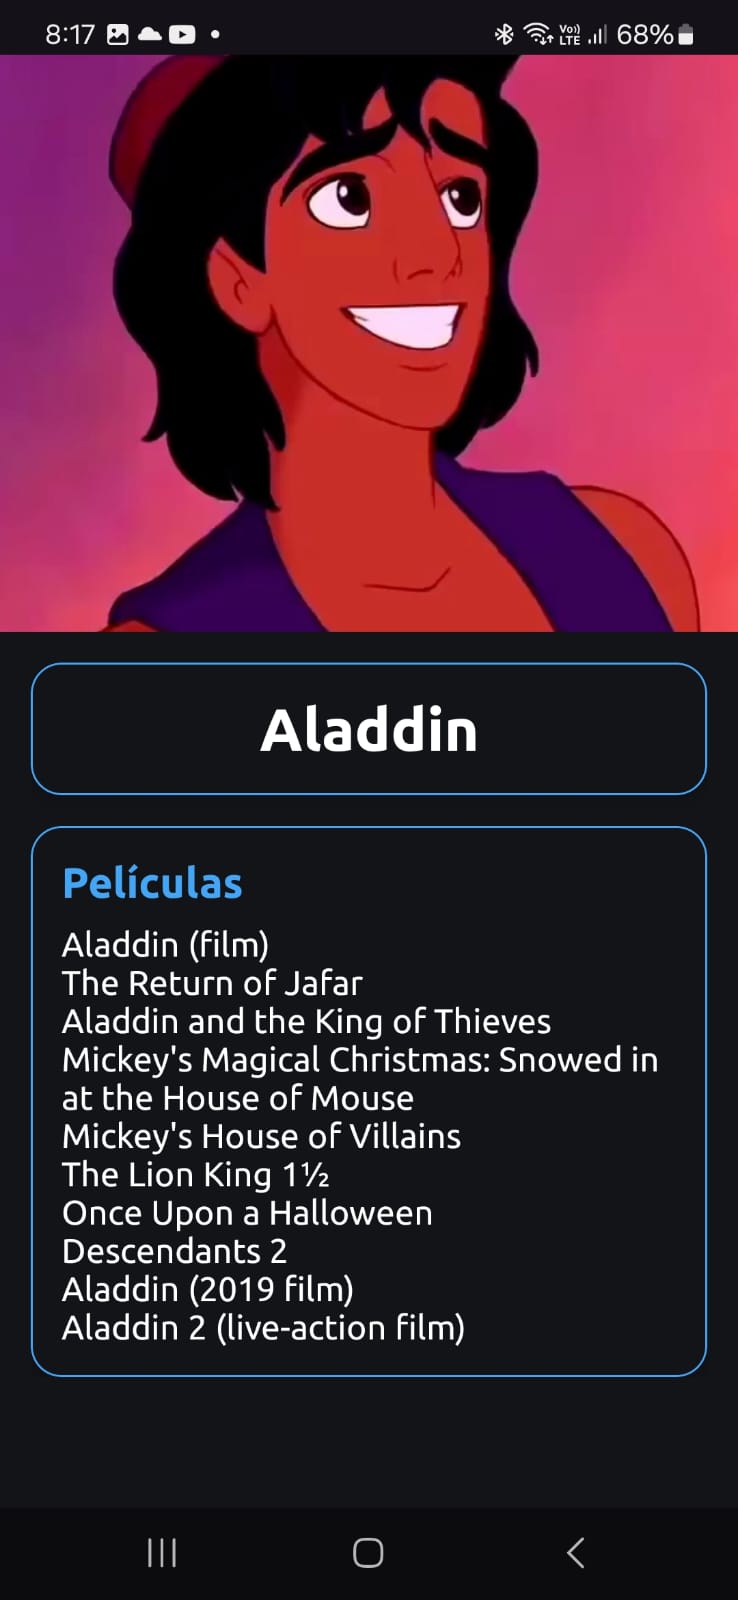 8:17
Vo))
LTE
68%
Aladdin
Películas
Aladdin (film)
The Return of Jafar
Aladdin and the King of Thieves
Mickey's Magical Christmas: Snowed in
at the House of Mouse
Mickey's House of Villains
The Lion King 1½
Once Upon a Halloween
Descendants 2
Aladdin (2019 film)
Aladdin 2 (live-action film)